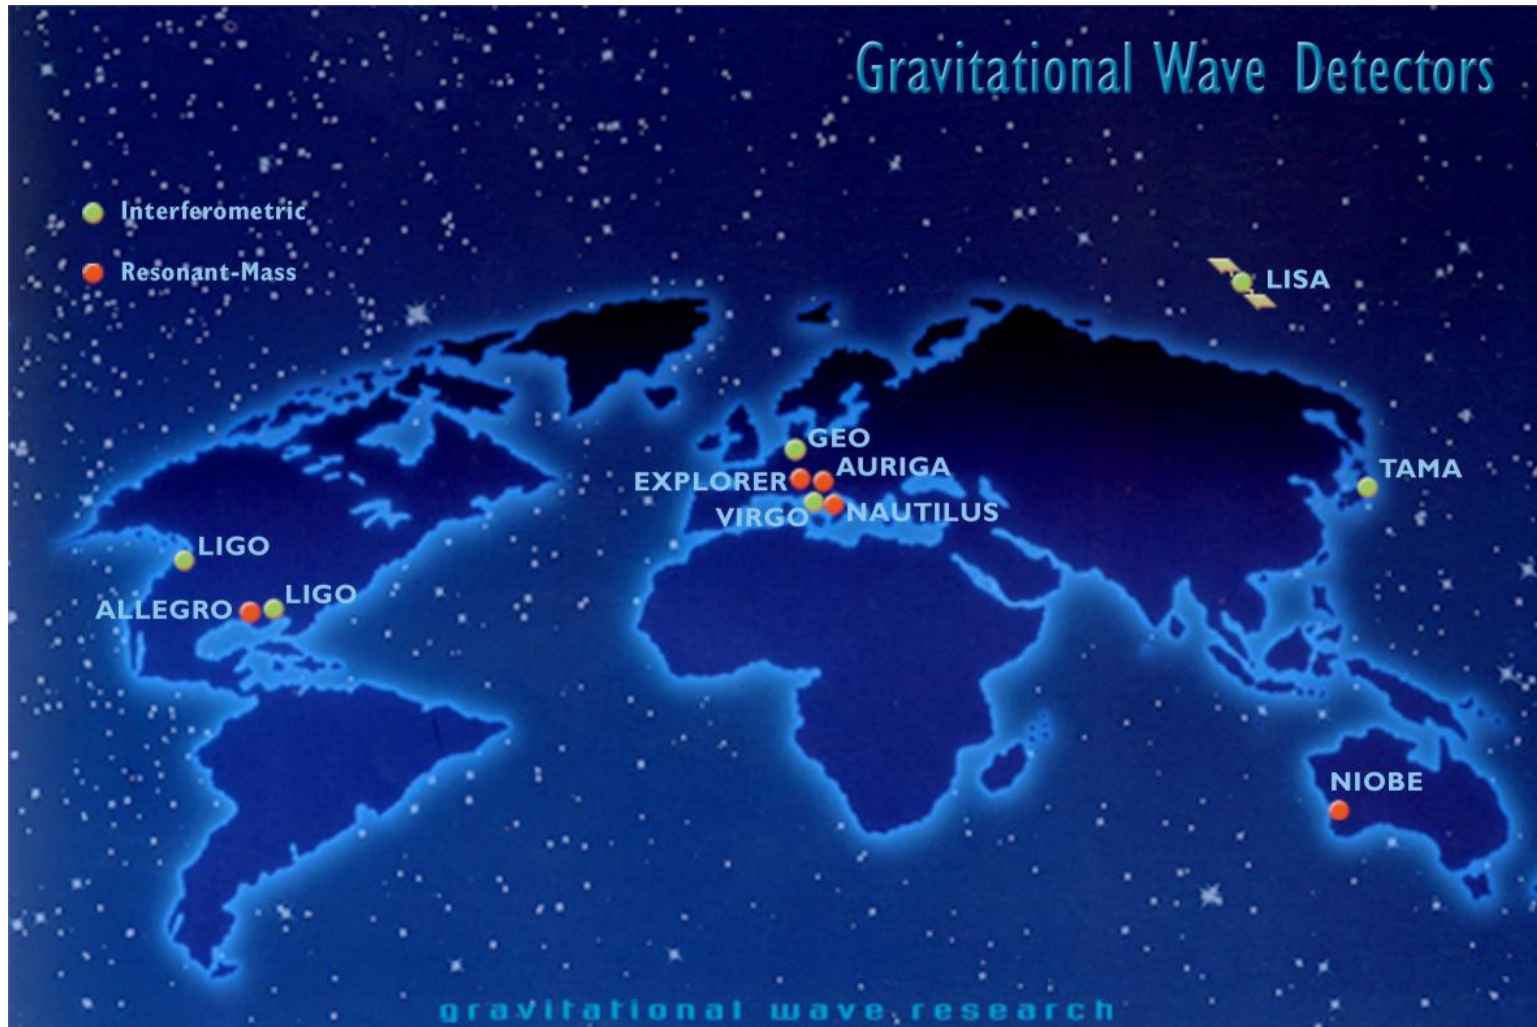 Gravitational Wave Detectors
Interferometric
Resonant-Mass
LISA
GEO
AURIGA
EXPLORER
TAMA
VIRGO
NAUTILUS
LIGO
LIGO
ALLEGRO
NIOBE
gravitational wave research